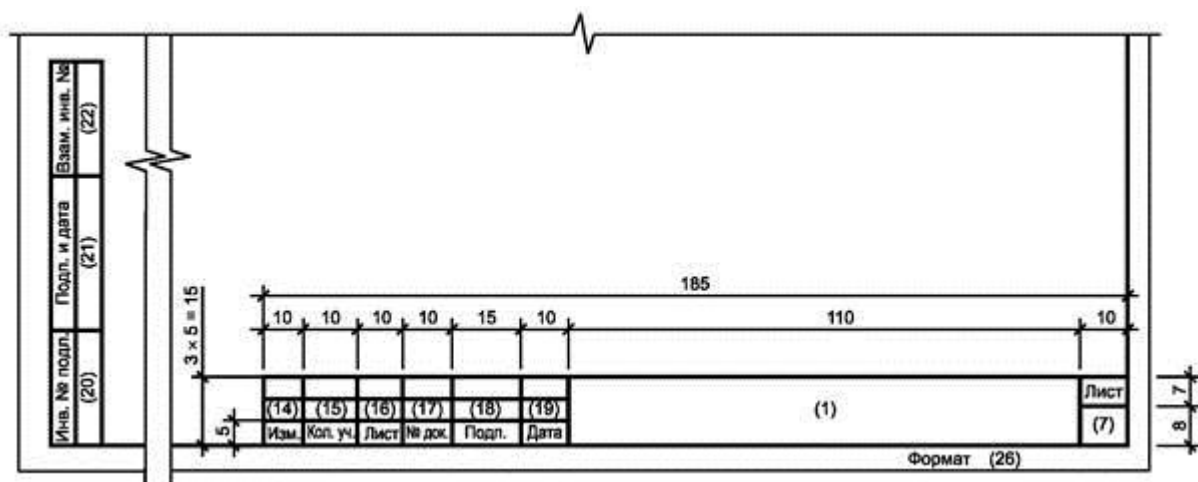 Взам. инв. №
(22)
Подп. и дата
(21)
Инв. № подл.
(20)
185
3 × 5 = 15
10 10 10 10 15 10 110 10
(14) (15) (16) (17) (18) (19) (1) Лист 7
5 Изм. Кол. уч. Лист № док. Подп. Дата (7) 8
Формат (26)